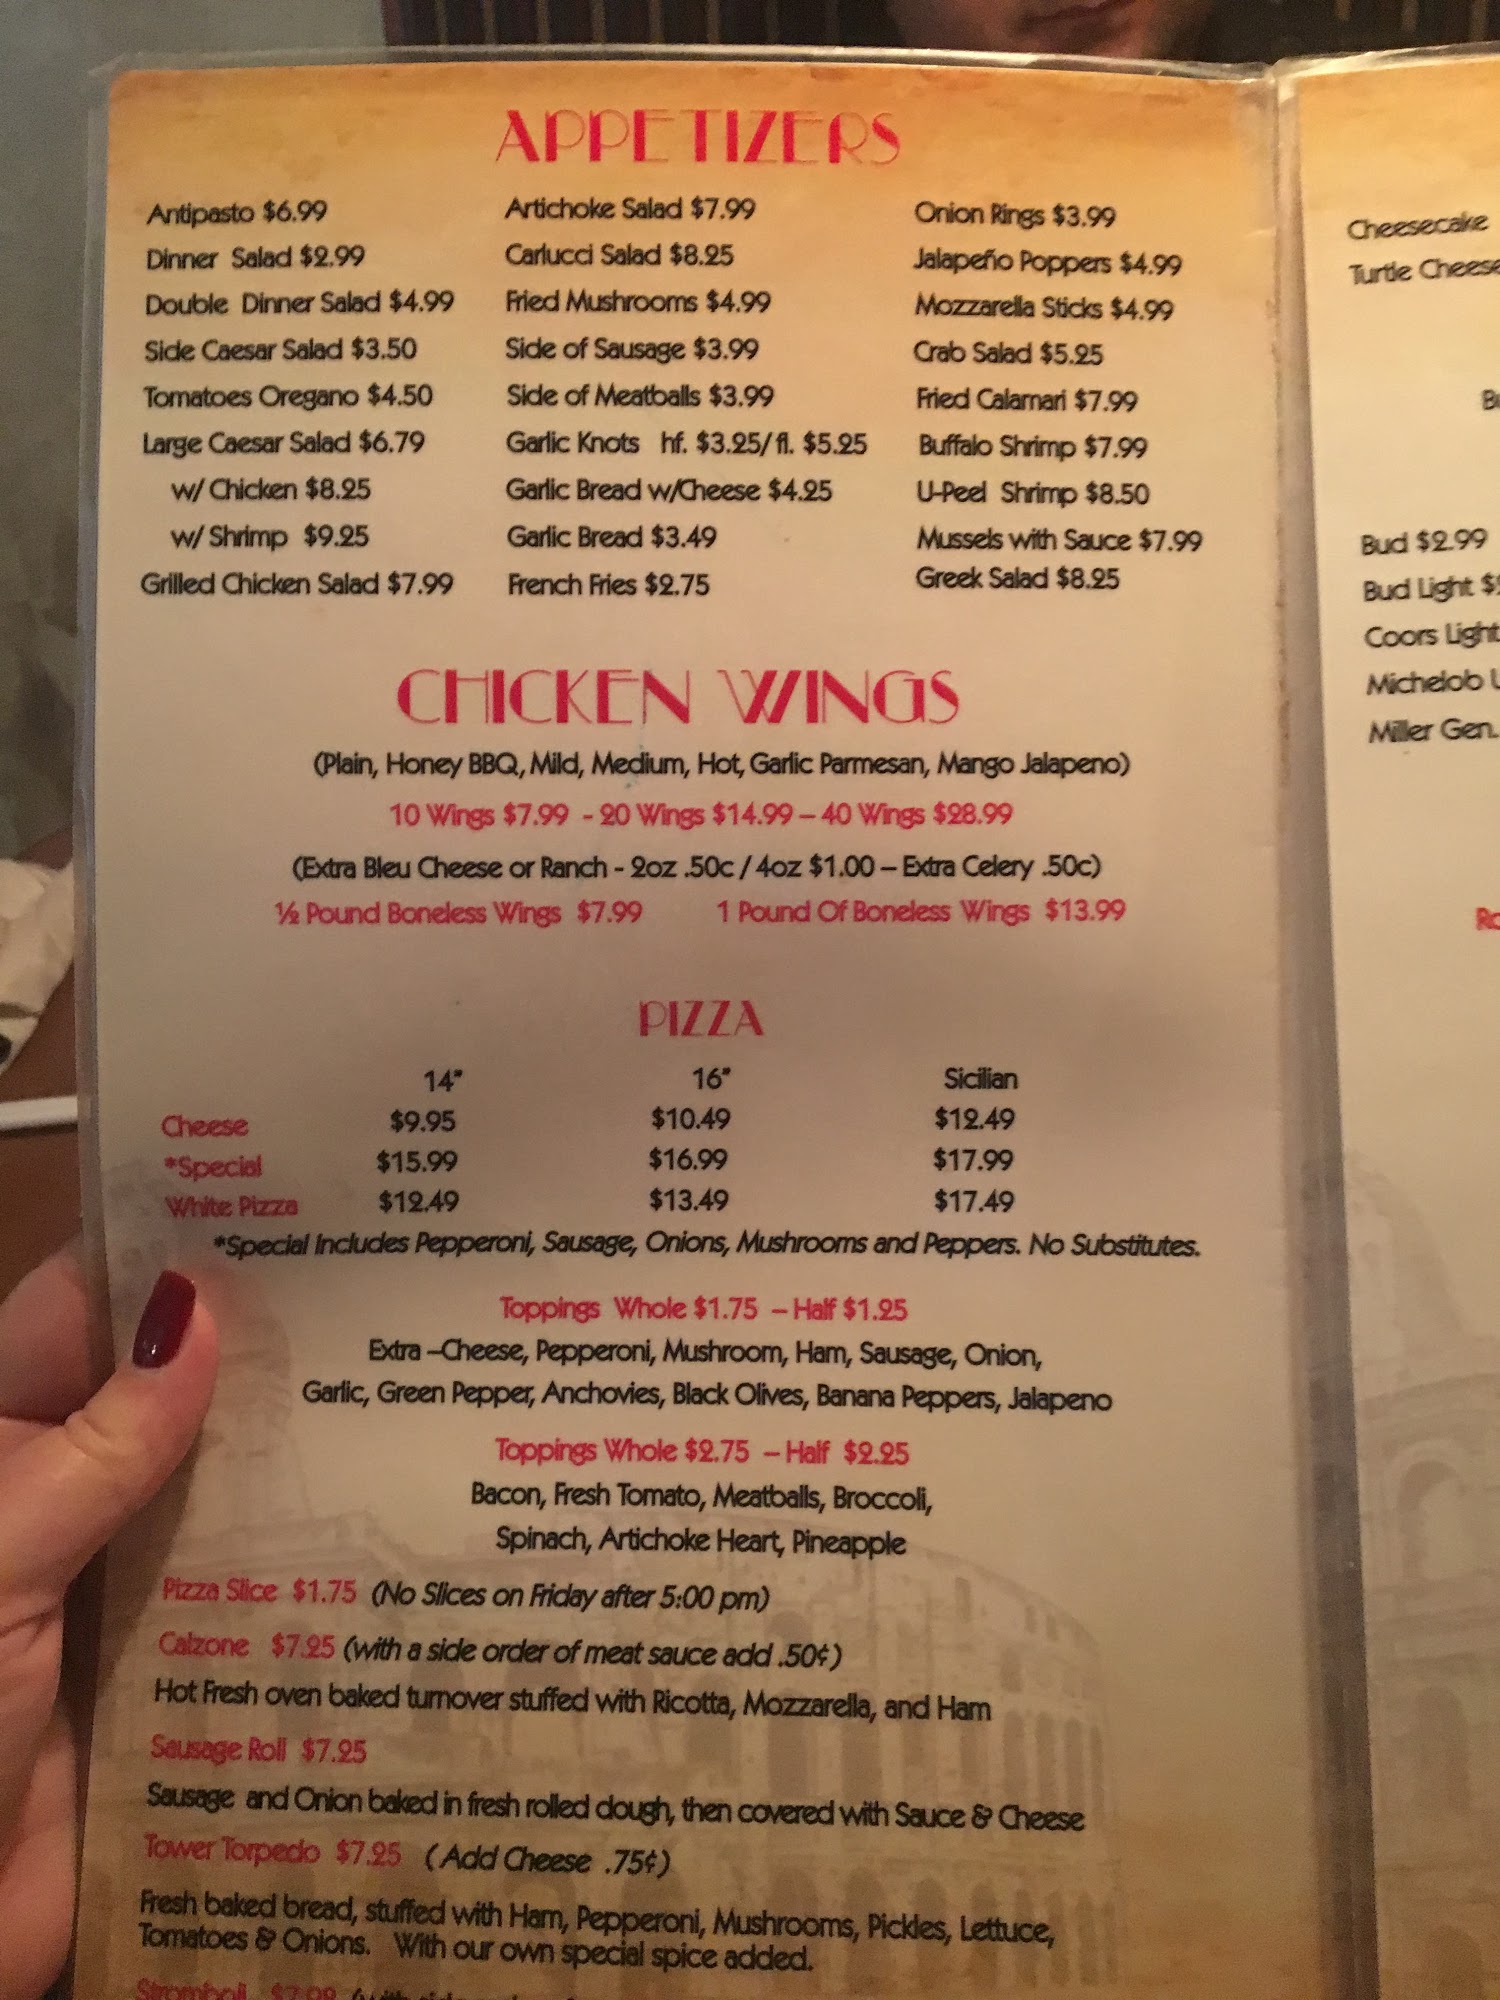 APPETIZERS
Antipasto $6.99
Dinner Salad $2.99
Double Dinner Salad $4.99
Side Caesar Salad $3.50
Tomatoes Oregano $4.50
Large Caesar Salad $6.79
w/ Chicken $8.25
w/ Shrimp $9.25
Grilled Chicken Salad $7.99
Artichoke Salad $7.99
Carlucci Salad $8.25
Fried Mushrooms $4.99
Side of Sausage $3.99
Side of Meatballs $3.99
Garlic Knots hf. $3.25/ fl. $5.25
Garlic Bread w/Cheese $4.25
Garlic Bread $3.49
French Fries $2.75
Onion Rings $3.99
Jalapeño Poppers $4.99
Mozzarella Sticks $4.99
Crab Salad $5.25
Fried Calamari $7.99
Buffalo Shrimp $7.99
U-Peel Shrimp $8.50
Mussels with Sauce $7.99
Greek Salad $8.25
CHICKEN WINGS
(Plain, Honey BBQ, Mild, Medium, Hot, Garlic Parmesan, Mango Jalapeno)
10 Wings $7.99 - 20 Wings $14.99 – 40 Wings $28.99
(Extra Bleu Cheese or Ranch - 2oz .50c / 4oz $1.00 – Extra Celery .50c)
½ Pound Boneless Wings $7.99 1 Pound Of Boneless Wings $13.99
PIZZA
14" 16" Sicilian
Cheese $9.95 $10.49 $12.49
*Special $15.99 $16.99 $17.99
White Pizza $12.49 $13.49 $17.49
*Special Includes Pepperoni, Sausage, Onions, Mushrooms and Peppers. No Substitutes.
Toppings Whole $1.75 – Half $1.25
Extra –Cheese, Pepperoni, Mushroom, Ham, Sausage, Onion,
Garlic, Green Pepper, Anchovies, Black Olives, Banana Peppers, Jalapeno
Toppings Whole $2.75 – Half $2.25
Bacon, Fresh Tomato, Meatballs, Broccoli,
Spinach, Artichoke Heart, Pineapple
Pizza Slice $1.75 (No Slices on Friday after 5:00 pm)
Calzone $7.25 (with a side order of meat sauce add .50¢)
Hot Fresh oven baked turnover stuffed with Ricotta, Mozzarella, and Ham
Sausage Roll $7.25
Sausage and Onion baked in fresh rolled dough, then covered with Sauce & Cheese
Tower Torpedo $7.25 ( Add Cheese .75¢)
Fresh baked bread, stuffed with Ham, Pepperoni, Mushrooms, Pickles, Lettuce,
Tomatoes & Onions. With our own special spice added.
Stromboli $7.99
Cheesecake
Turtle Cheese
Bud $2.99
Bud Light
Coors Light
Michelob
Miller Gen.